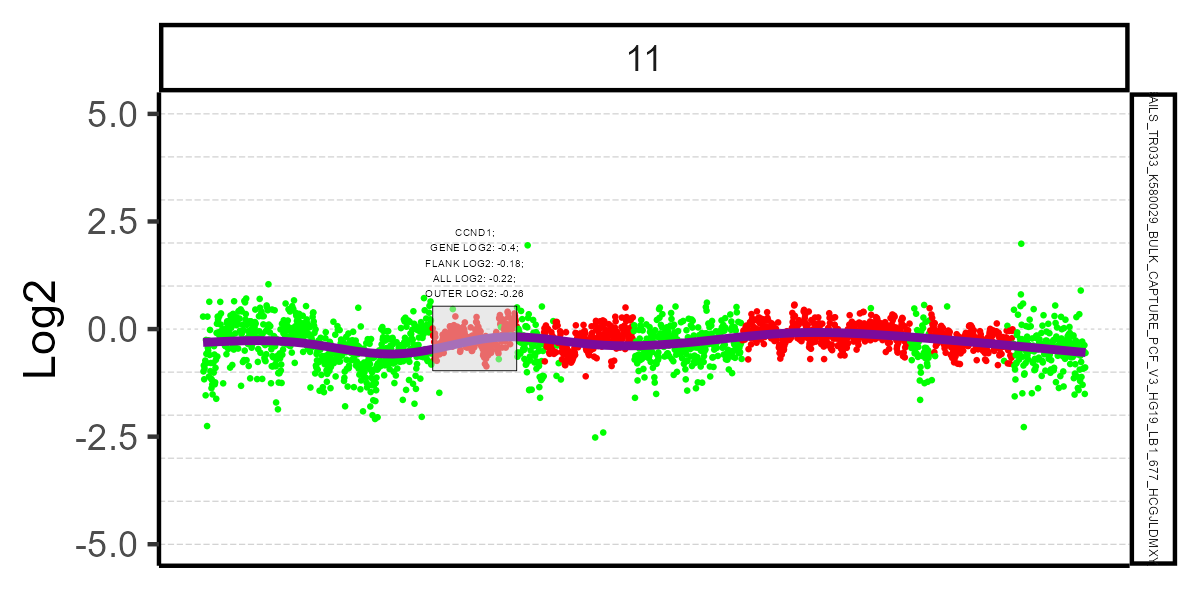 11
5.0
2.5
0.0
-2.5
-5.0
Log2
CCND1;
GENE LOG2: -0.4;
FLANK LOG2: -0.18;
ALL LOG2: -0.22;
OUTER LOG2: -0.26
AILS_TR033_K580029_BULK_CAPTURE_PCF_V3_HG19_LB1_677_HCGJLDMXY